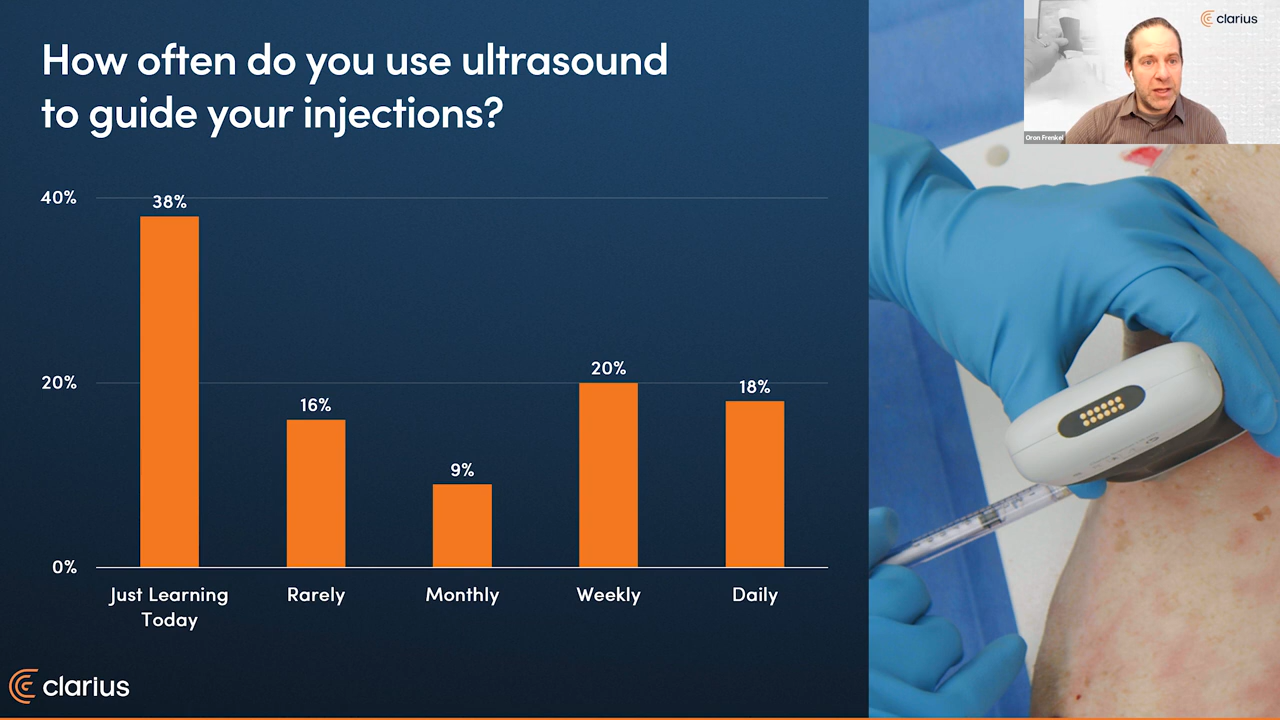 How often do you use ultrasound
to guide your injections?
40%
20%
0%
38%
16%
9%
20%
18%
Just Learning
Today
Rarely
Monthly
Weekly
Daily
clarius
clarius
Oron Frenkel